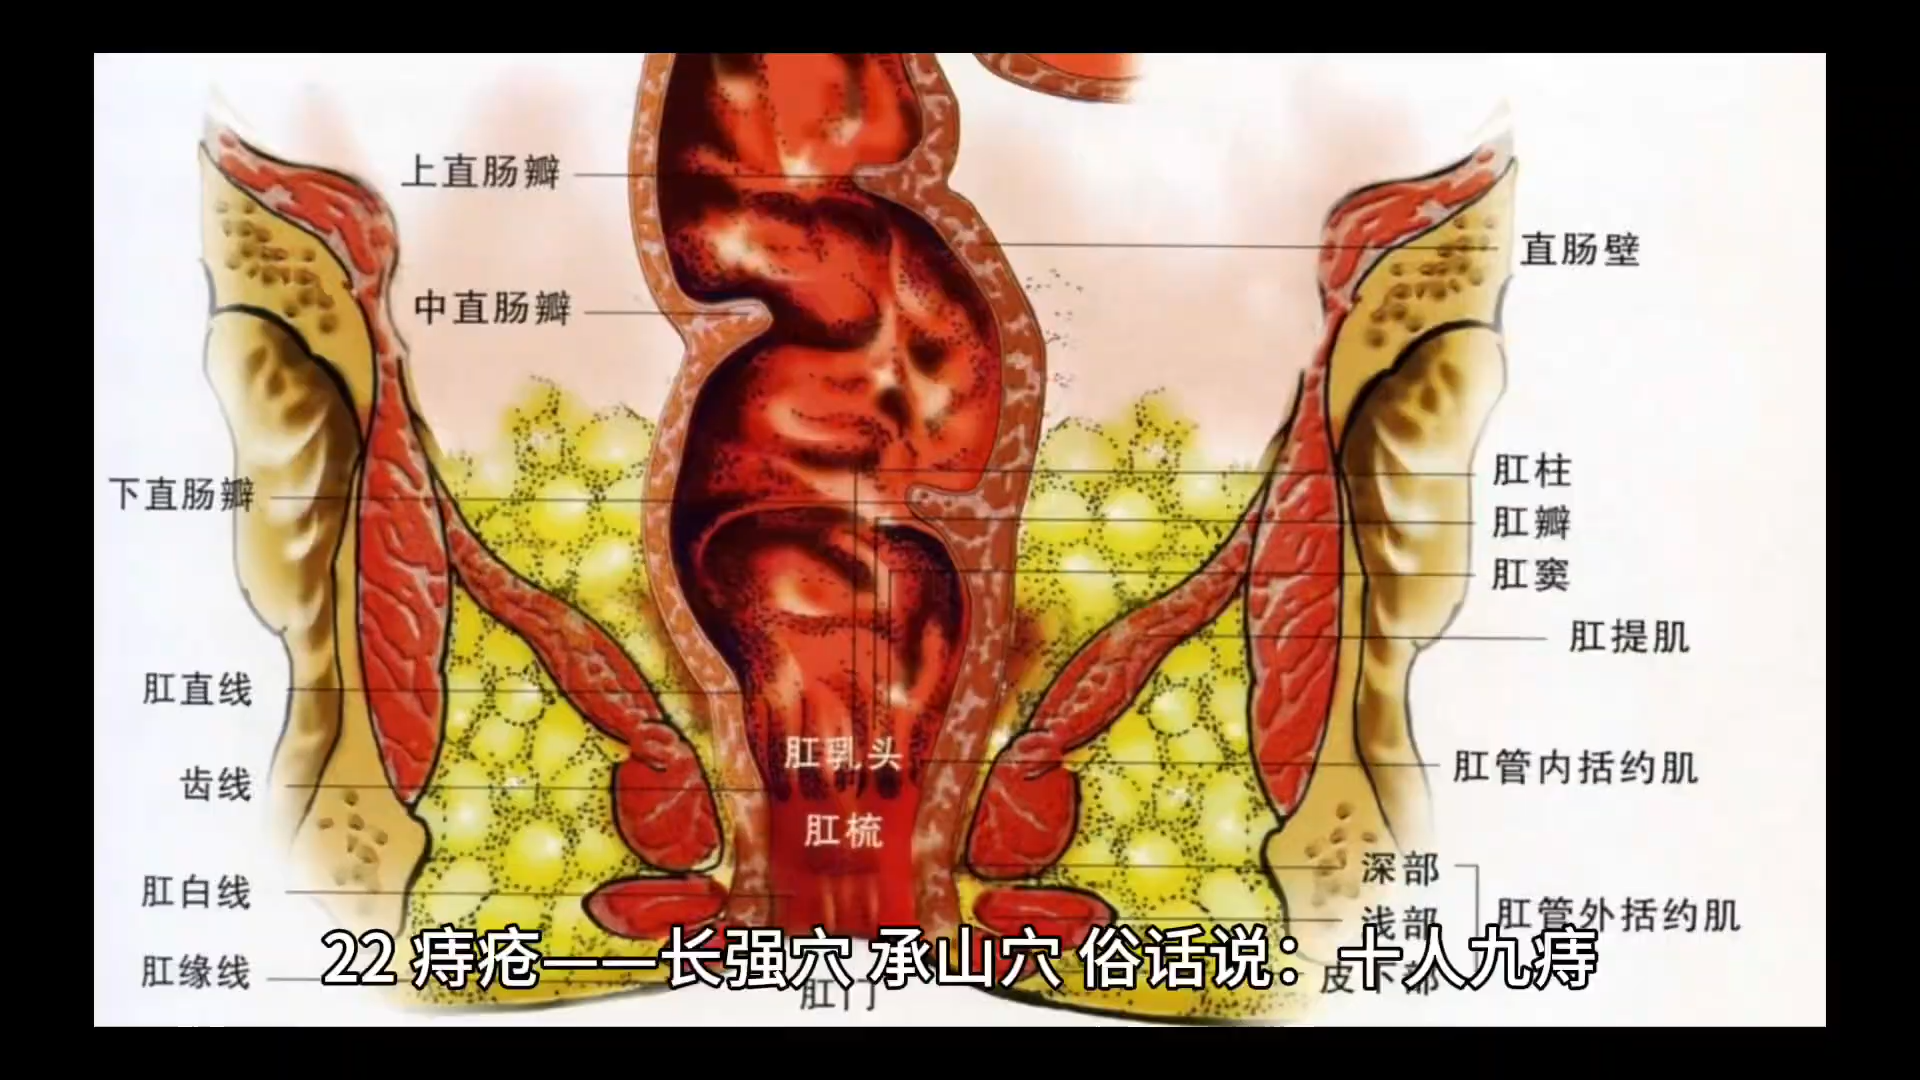 上直肠瓣
直肠壁
中直肠瓣
肛柱
下直肠瓣
肛瓣
肛窦
肛提肌
肛直线
肛乳头
肛管内括约肌
齿线
肛梳
深部
肛白线
浅部
肛管外括约肌
22 痔疮——长强穴 承山穴 俗话说：十人九痔
肛缘线
皮下部
肛门